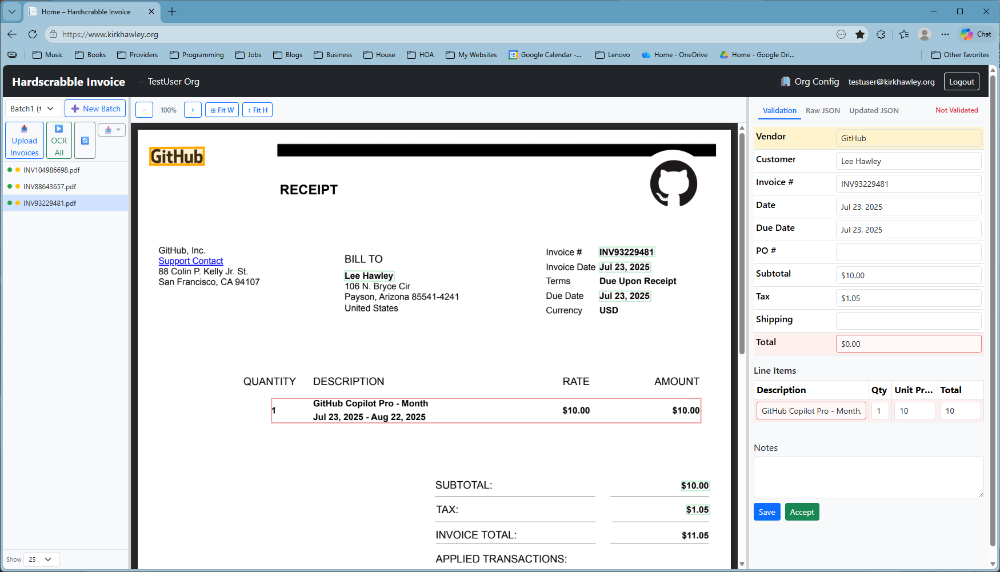 Home – Hardscrabble Invoice
https://www.kirkhawley.org
Chat
Music
Books
Providers
Programming
Jobs
Blogs
Business
House
HOA
My Websites
Google Calendar -...
Lenovo
Home - OneDrive
Home - Google Dri...
Other favorites
Hardscrabble Invoice – TestUser Org
Org Config
testuser@kirkhawley.org
Logout
Batch1 (#
New Batch
Upload Invoices
OCR All
INV104986698.pdf
INV88643657.pdf
INV93229481.pdf
Show 25
− 100% + Fit W Fit H
GitHub
RECEIPT
GitHub, Inc.
Support Contact
88 Colin P. Kelly Jr. St.
San Francisco, CA 94107
BILL TO
Lee Hawley
106 N. Bryce Cir
Payson, Arizona 85541-4241
United States
Invoice # INV93229481
Invoice Date Jul 23, 2025
Terms Due Upon Receipt
Due Date Jul 23, 2025
Currency USD
QUANTITY DESCRIPTION RATE AMOUNT
1 GitHub Copilot Pro - Month $10.00 $10.00
Jul 23, 2025 - Aug 22, 2025
SUBTOTAL: $10.00
TAX: $1.05
INVOICE TOTAL: $11.05
APPLIED TRANSACTIONS:
Validation Raw JSON Updated JSON Not Validated
Vendor GitHub
Customer Lee Hawley
Invoice # INV93229481
Date Jul 23, 2025
Due Date Jul 23, 2025
PO #
Subtotal $10.00
Tax $1.05
Shipping
Total $0.00
Line Items
Description Qty Unit Pr... Total
GitHub Copilot Pro - Month. 1 10 10
Notes
Save Accept